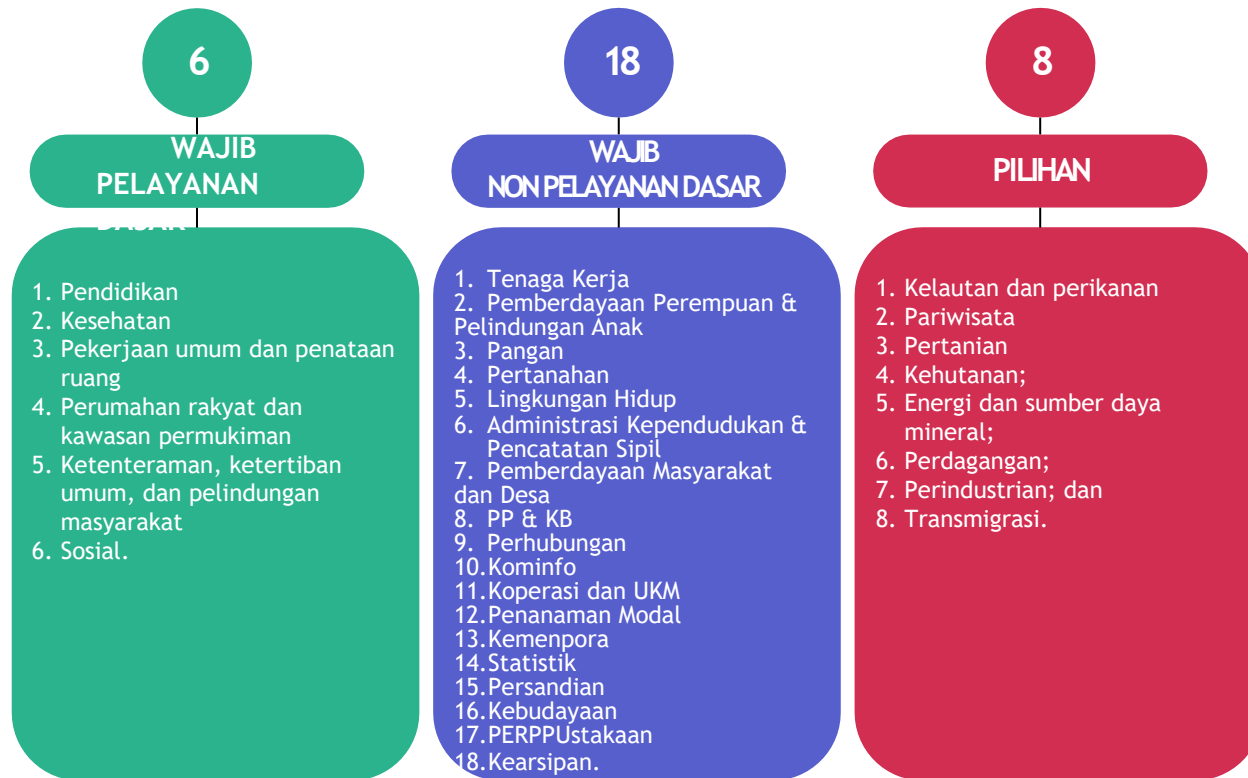 6
WAJIB
PELAYANAN
DASAR
1. Pendidikan
2. Kesehatan
3. Pekerjaan umum dan penataan
ruang
4. Perumahan rakyat dan
kawasan permukiman
5. Ketenteraman, ketertiban
umum, dan pelindungan
masyarakat
6. Sosial.
18
WAJIB
NON PELAYANAN DASAR
1. Tenaga Kerja
2. Pemberdayaan Perempuan &
Pelindungan Anak
3. Pangan
4. Pertanahan
5. Lingkungan Hidup
6. Administrasi Kependudukan &
Pencatatan Sipil
7. Pemberdayaan Masyarakat
dan Desa
8. PP & KB
9. Perhubungan
10.Kominfo
11.Koperasi dan UKM
12.Penanaman Modal
13.Kemenpora
14.Statistik
15.Persandian
16.Kebudayaan
17.PERPPUstakaan
18.Kearsipan.
8
PILIHAN
1. Kelautan dan perikanan
2. Pariwisata
3. Pertanian
4. Kehutanan;
5. Energi dan sumber daya
mineral;
6. Perdagangan;
7. Perindustrian; dan
8. Transmigrasi.